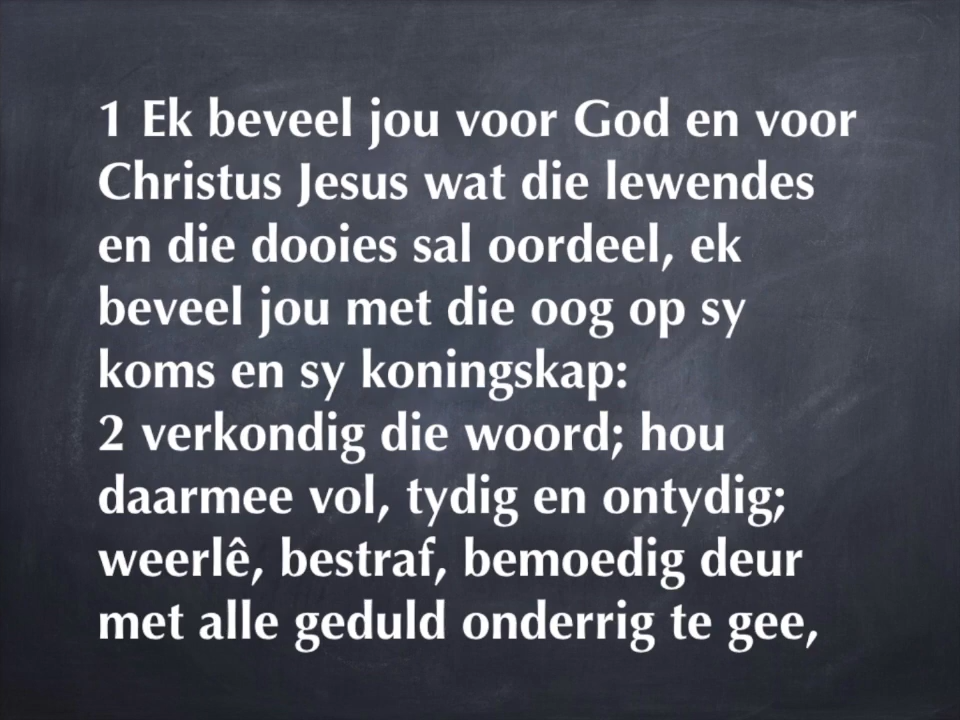 1 Ek beveel jou voor God en voor
Christus Jesus wat die lewendes
en die dooies sal oordeel, ek
beveel jou met die oog op sy
koms en sy koningskap:
2 verkondig die woord; hou
daarmee vol, tydig en ontydig;
weerlê, bestraf, bemoedig deur
met alle geduld onderrig te gee,